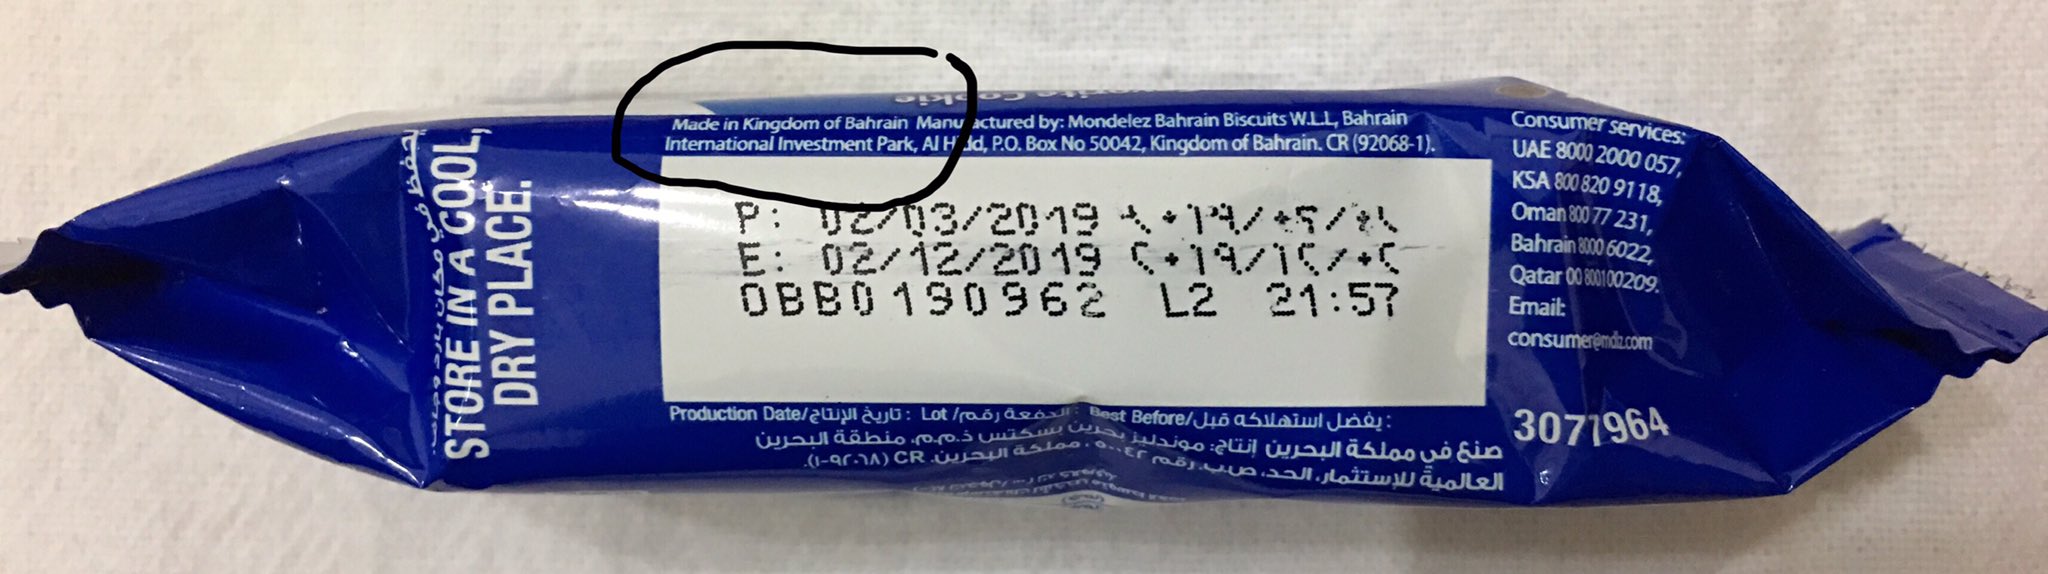 Cookie
Made in Kingdom of Bahrain Manufactured by: Mondelez Bahrain Biscuits W.L.L, Bahrain
International Investment Park, Al Hidd, P.O. Box No 50042, Kingdom of Bahrain. CR (92068-1).
STORE IN A COOL,
DRY PLACE.
P: 02/03/2019
E: 02/12/2019
OBB0190962 L2 21:57
Consumer services:
UAE 8000 2000 057,
KSA 800 820 9118,
Oman 800 77 231,
Bahrain 8000 6022,
Qatar 00 800100209.
Email:
consumer@mdlz.com
3077964
Production Date/تاريخ الإنتاج : Lot /الدفعة رقم : Best Before/يفضل استهلاكه قبل :
صنع في مملكة البحرين إنتاج: موندليز بحرين بسكتس ذ.م.م، منطقة البحرين
العالمية للإستثمار، الحد، ص.ب. رقم ٥٠٠٤٢، مملكة البحرين. CR (٩٢٠٦٨-١).